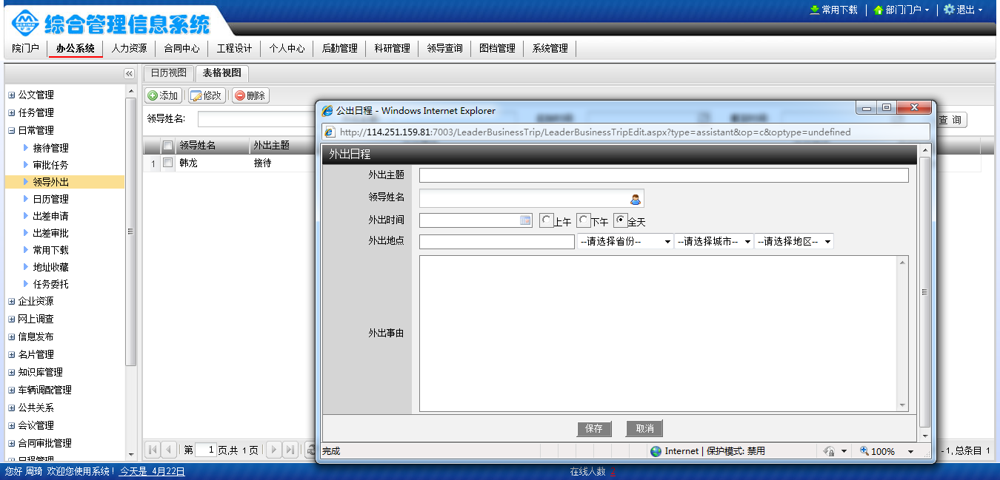 常用下载 部门门户 退出
综合管理信息系统
院门户 办公系统 人力资源 合同中心 工程设计 个人中心 后勤管理 科研管理 领导查询 图档管理 系统管理
日历视图 表格视图
添加 修改 删除
领导姓名: 查 询
领导姓名 外出主题
1 韩龙 接待
公文管理
任务管理
日常管理
接待管理
审批任务
领导外出
日历管理
出差申请
出差审批
常用下载
地址收藏
任务委托
企业资源
网上调查
信息发布
名片管理
知识库管理
车辆调配管理
公共关系
会议管理
合同审批管理
日程管理
公出日程 - Windows Internet Explorer
http://114.251.159.81:7003/LeaderBusinessTrip/LeaderBusinessTripEdit.aspx?type=assistant&op=c&optype=undefined
外出日程
外出主题
领导姓名
外出时间 上午 下午 全天
外出地点 --请选择省份-- --请选择城市-- --请选择地区--
外出事由
保存 取消
完成 Internet | 保护模式: 禁用 100%
第 1 页,共 1 页 - 1, 总条目 1
您好 周琦 欢迎您使用系统! 今天是 4月22日 在线人数 2